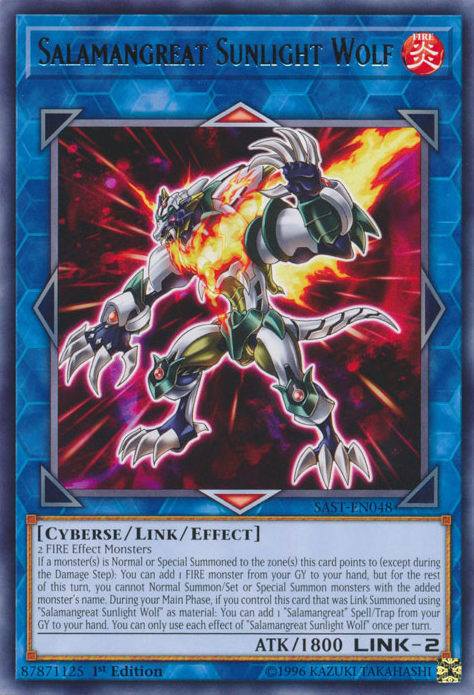 Salamangreat Sunlight Wolf
FIRE
炎
SAST-EN048
[Cyberse/Link/Effect]
2 FIRE Effect Monsters
If a monster(s) is Normal or Special Summoned to the zone(s) this card points to (except during
the Damage Step): You can add 1 FIRE monster from your GY to your hand, but for the rest
of this turn, you cannot Normal Summon/Set or Special Summon monsters with the added
monster's name. During your Main Phase, if you control this card that was Link Summoned using
"Salamangreat Sunlight Wolf" as material: You can add 1 "Salamangreat" Spell/Trap from your
GY to your hand. You can only use each effect of "Salamangreat Sunlight Wolf" once per turn.
ATK/1800 LINK-2
87871125 1st Edition ©1996 KAZUKI TAKAHASHI